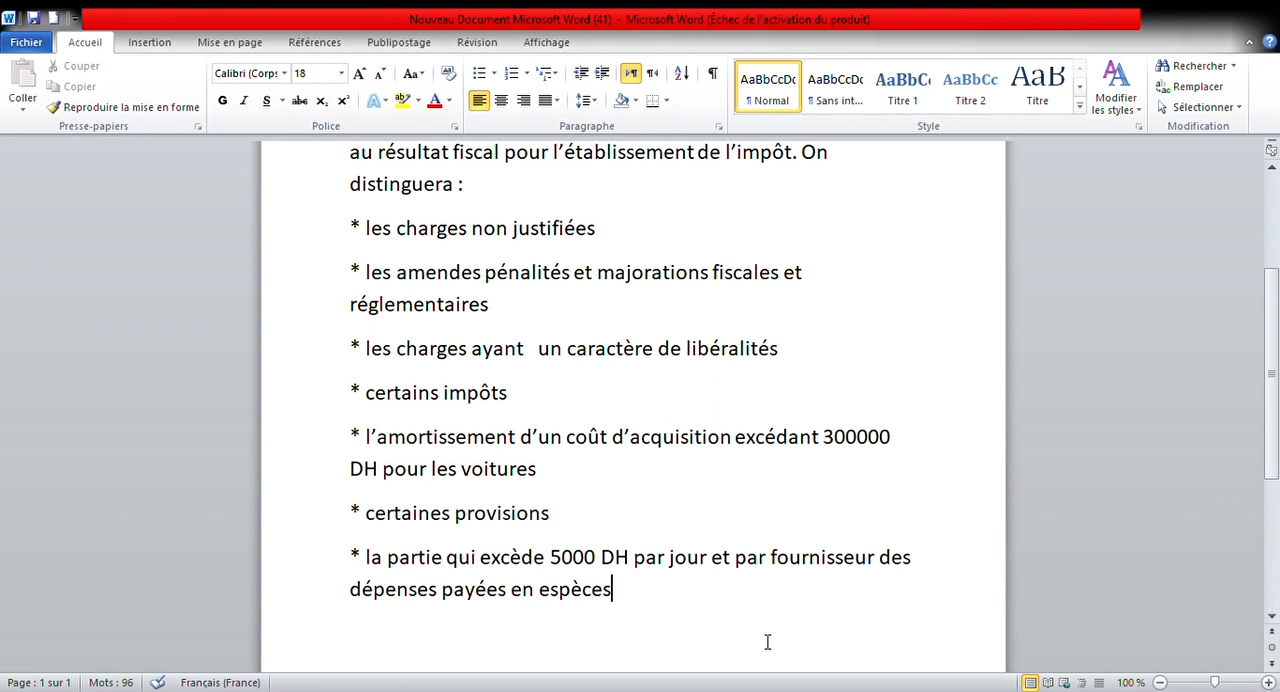 Nouveau Document Microsoft Word (41) - Microsoft Word (Échec de l'activation du produit)
Fichier Accueil Insertion Mise en page Références Publipostage Révision Affichage
Coller
Couper
Copier
Reproduire la mise en forme
Presse-papiers
Calibri (Corps 18
G I S abc x₂ x²
Police
Paragraphe
AaBbCcDc AaBbCcDc AaBbC AaBbCc AaB
¶ Normal ¶ Sans int... Titre 1 Titre 2 Titre
Modifier
les styles
Style
Rechercher
Remplacer
Sélectionner
Modification
au résultat fiscal pour l'établissement de l'impôt. On
distinguera :
* les charges non justifiées
* les amendes pénalités et majorations fiscales et
réglementaires
* les charges ayant un caractère de libéralités
* certains impôts
* l'amortissement d'un coût d'acquisition excédant 300000
DH pour les voitures
* certaines provisions
* la partie qui excède 5000 DH par jour et par fournisseur des
dépenses payées en espèces
Page : 1 sur 1 Mots : 96 Français (France) 100 %